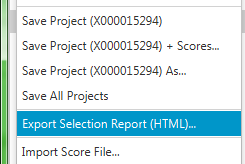 Save Project (X000015294)
Save Project (X000015294) + Scores...
Save Project (X000015294) As...
Save All Projects
Export Selection Report (HTML)...
Import Score File...